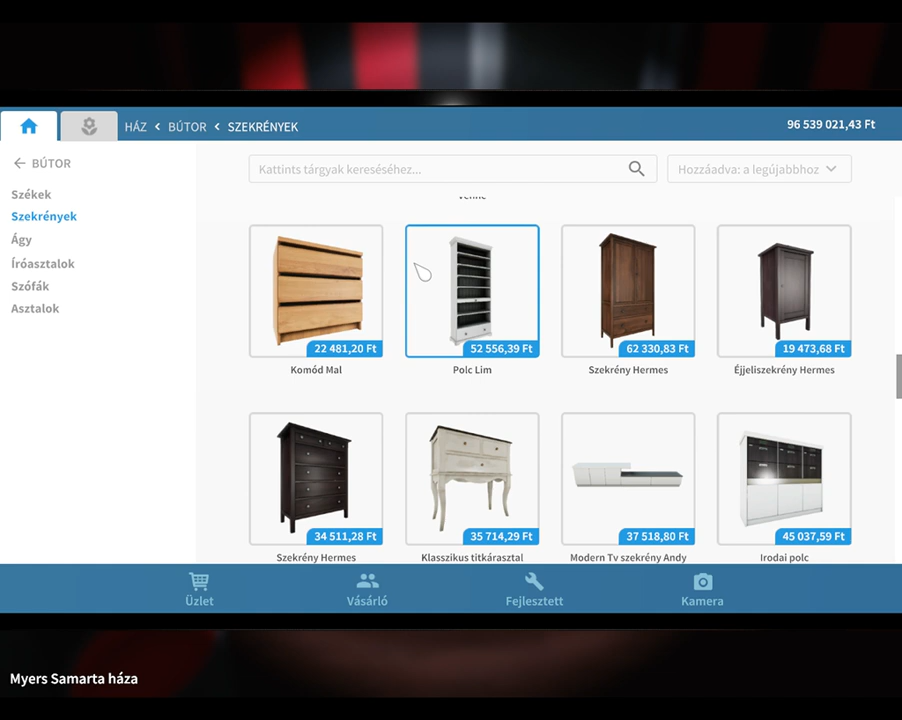 HÁZ < BÚTOR < SZEKRÉNYEK
96 539 021,43 Ft
← BÚTOR
Székek
Szekrények
Ágy
Íróasztalok
Szófák
Asztalok
Kattints tárgyak kereséséhez...
Hozzáadva: a legújabbhoz
22 481,20 Ft
52 556,39 Ft
62 330,83 Ft
19 473,68 Ft
Komód Mal
Polc Lim
Szekrény Hermes
Éjjeliszekrény Hermes
34 511,28 Ft
35 714,29 Ft
37 518,80 Ft
45 037,59 Ft
Szekrény Hermes
Klasszikus titkárasztal
Modern Tv szekrény Andy
Irodai polc
Üzlet
Vásárló
Fejlesztett
Kamera
Myers Samarta háza